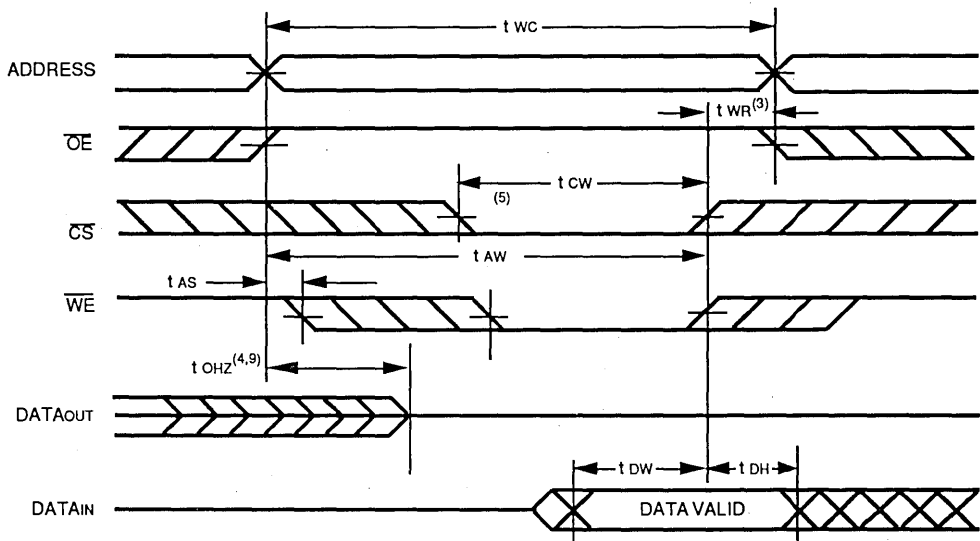 t WC
ADDRESS
t WR(3)
OE
t CW
(5)
CS
t AW
t AS
WE
t OHZ(4,9)
DATAOUT
t DW
t DH
DATAIN
DATA VALID